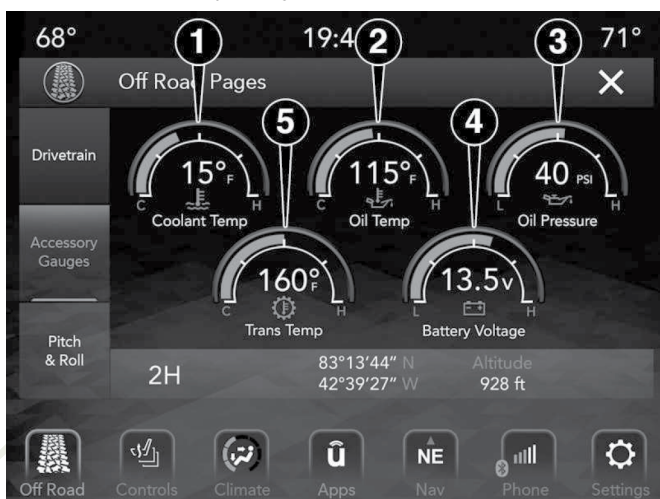 68° 1 19:4 2 3 71°
Off Roa Pages
5 4
Drivetrain
15°F 115°F 40 PSI
C H C H L H
Coolant Temp Oil Temp Oil Pressure
Accessory
Gauges
160°F 13.5v
C H L H
Trans Temp Battery Voltage
Pitch
& Roll
2H 83°13'44" N Altitude
42°39'27" W 928 ft
û NE
Off Road Controls Climate Apps Nav Phone Settings